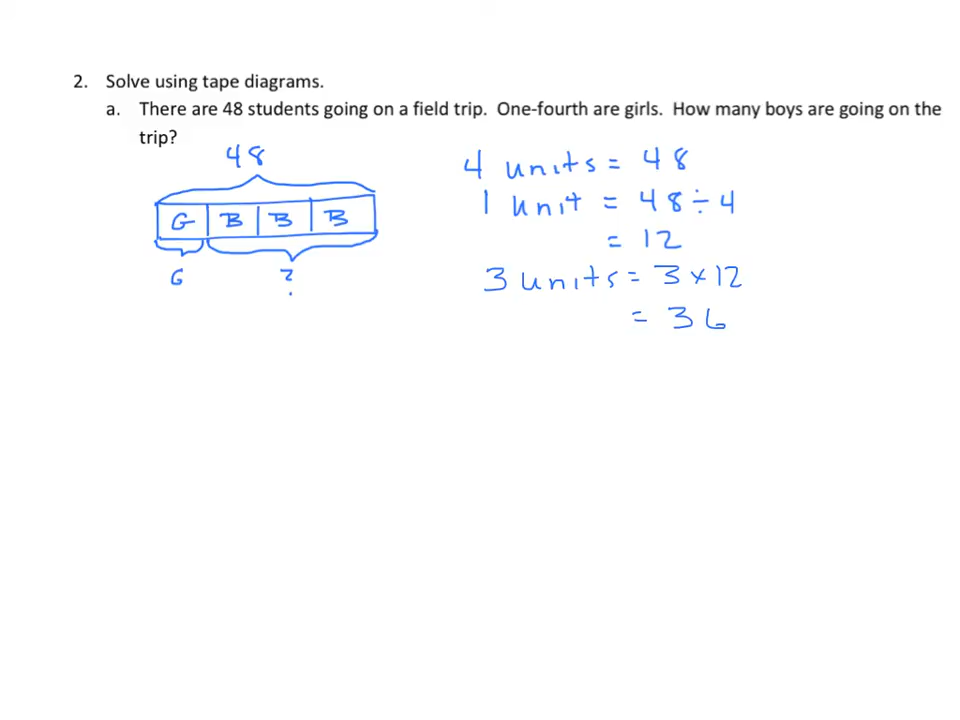 2. Solve using tape diagrams.
a. There are 48 students going on a field trip. One-fourth are girls. How many boys are going on the
trip?
48
G B B B
G ?
4 units = 48
1 unit = 48 ÷ 4
= 12
3 units = 3 × 12
= 36